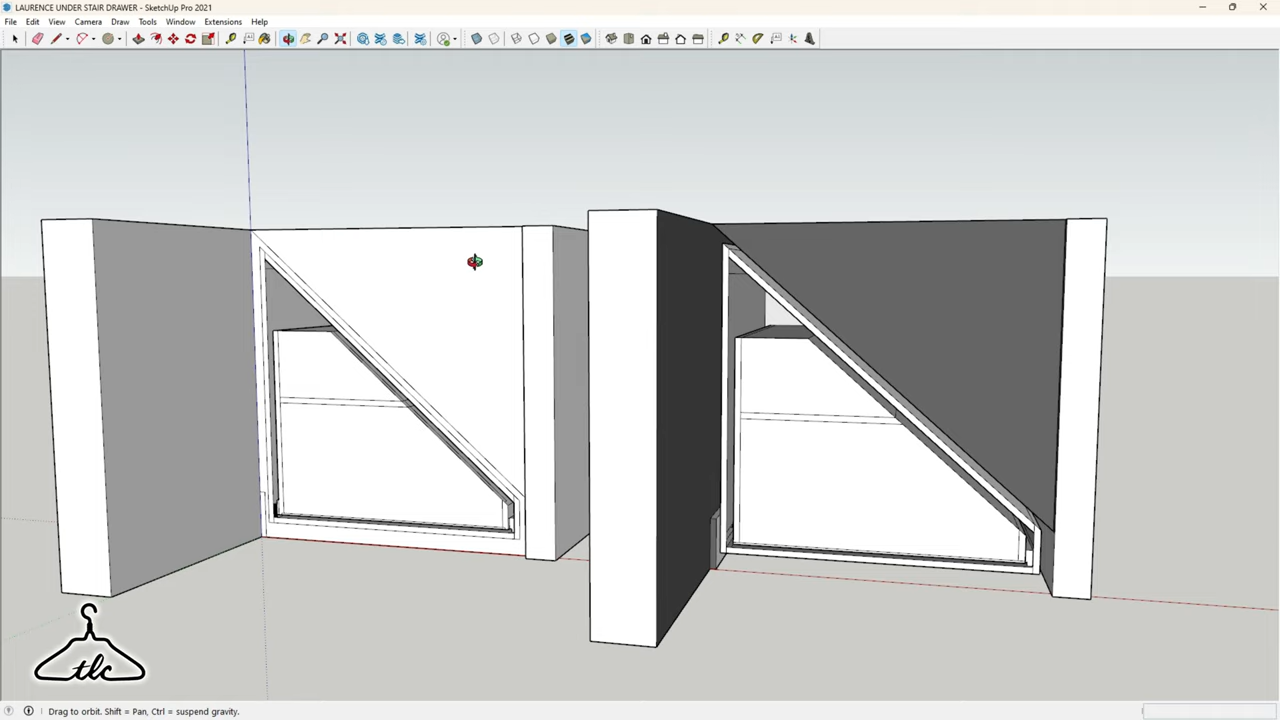 LAURENCE UNDER STAIR DRAWER - SketchUp Pro 2021
File Edit View Camera Draw Tools Window Extensions Help
tlc
Drag to orbit. Shift = Pan, Ctrl = suspend gravity.